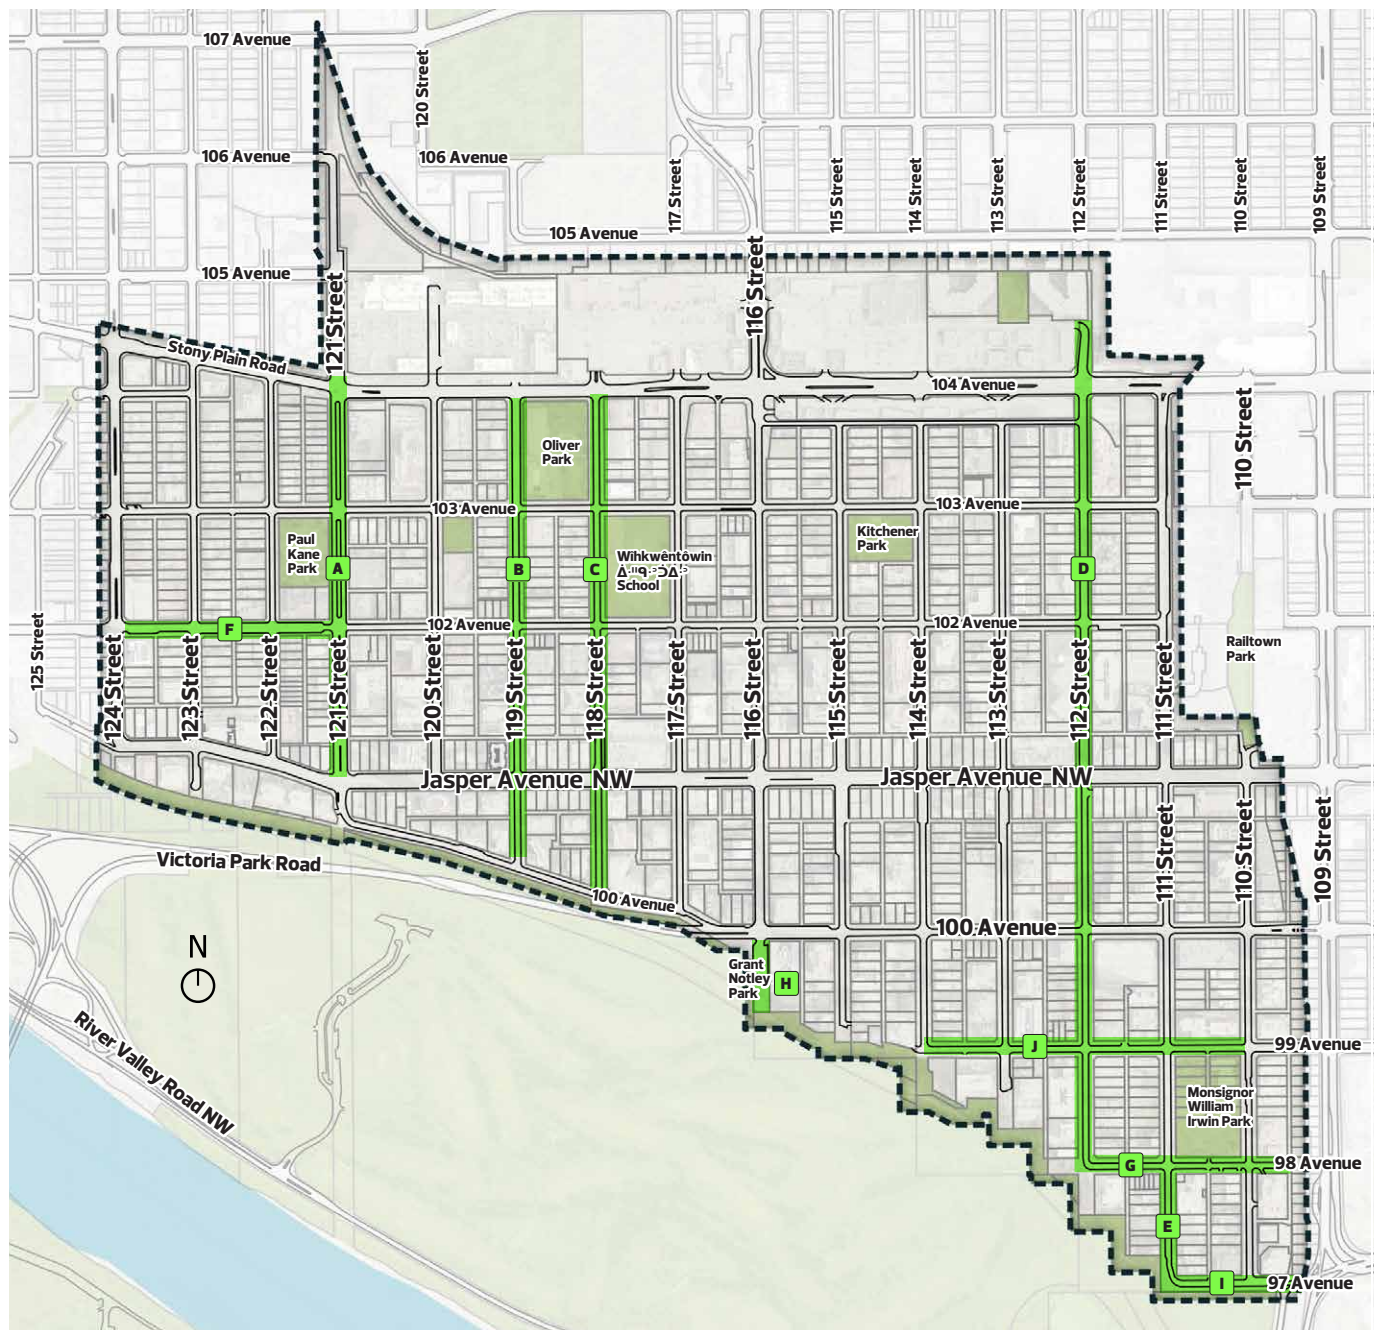 107 Avenue
120 Street
106 Avenue
106 Avenue
117 Street
115 Street
114 Street
113 Street
112 Street
111 Street
110 Street
109 Street
105 Avenue
116 Street
105 Avenue
121 Street
Stony Plain Road
104 Avenue
110 Street
Oliver
Park
103 Avenue
103 Avenue
Paul
Kane
Park
Kitchener
Park
Wihkwêntôwin
ᐃᐧᐦᑫᐧᐣᑐᐃᐧᐣ
School
A
B
C
D
F
102 Avenue
102 Avenue
Railtown
Park
125 Street
124 Street
123 Street
122 Street
121 Street
120 Street
119 Street
118 Street
117 Street
116 Street
115 Street
114 Street
113 Street
112 Street
111 Street
Jasper Avenue NW
Jasper Avenue NW
111 Street
110 Street
109 Street
Victoria Park Road
100 Avenue
100 Avenue
N
Grant
Notley
Park
H
River Valley Road NW
J
99 Avenue
Monsignor
William
Irwin Park
G
98 Avenue
E
I
97 Avenue